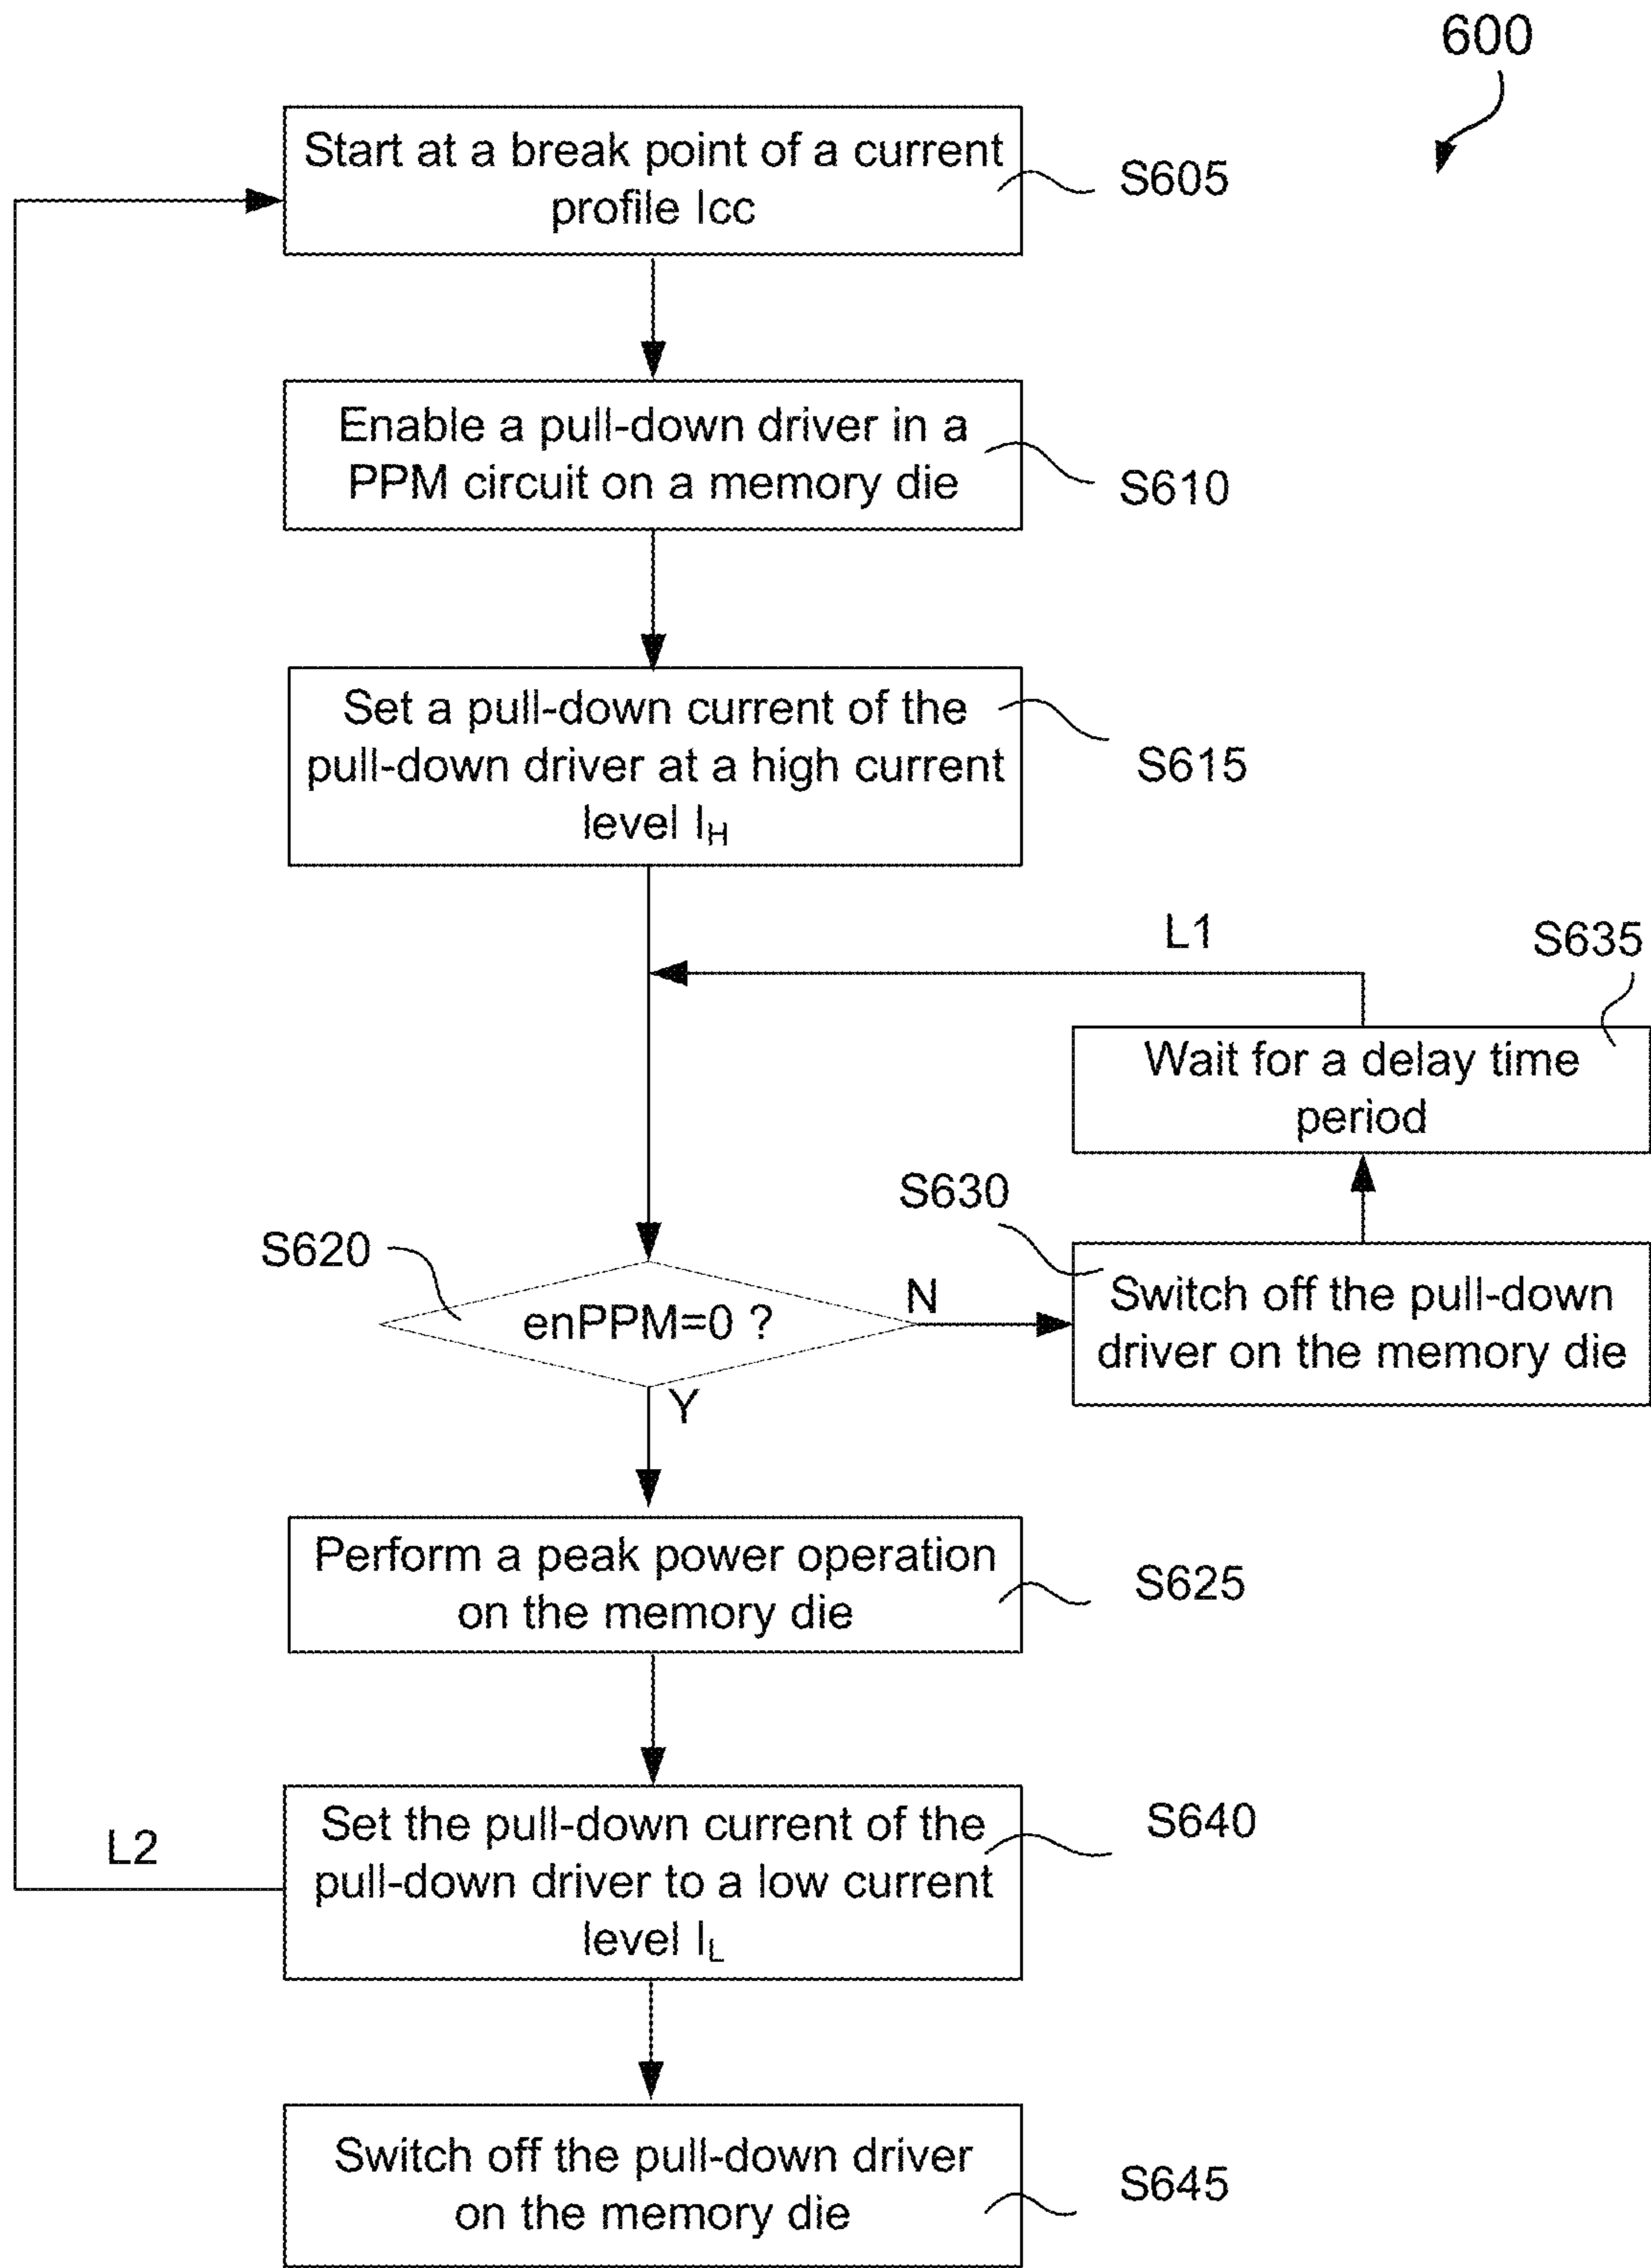 600
Start at a break point of a current
profile Icc
S605
Enable a pull-down driver in a
PPM circuit on a memory die
S610
Set a pull-down current of the
pull-down driver at a high current
level I_H
S615
L1
S635
Wait for a delay time
period
S630
S620
enPPM=0 ?
N
Switch off the pull-down
driver on the memory die
Y
Perform a peak power operation
on the memory die
S625
Set the pull-down current of the
pull-down driver to a low current
level I_L
S640
L2
Switch off the pull-down driver
on the memory die
S645